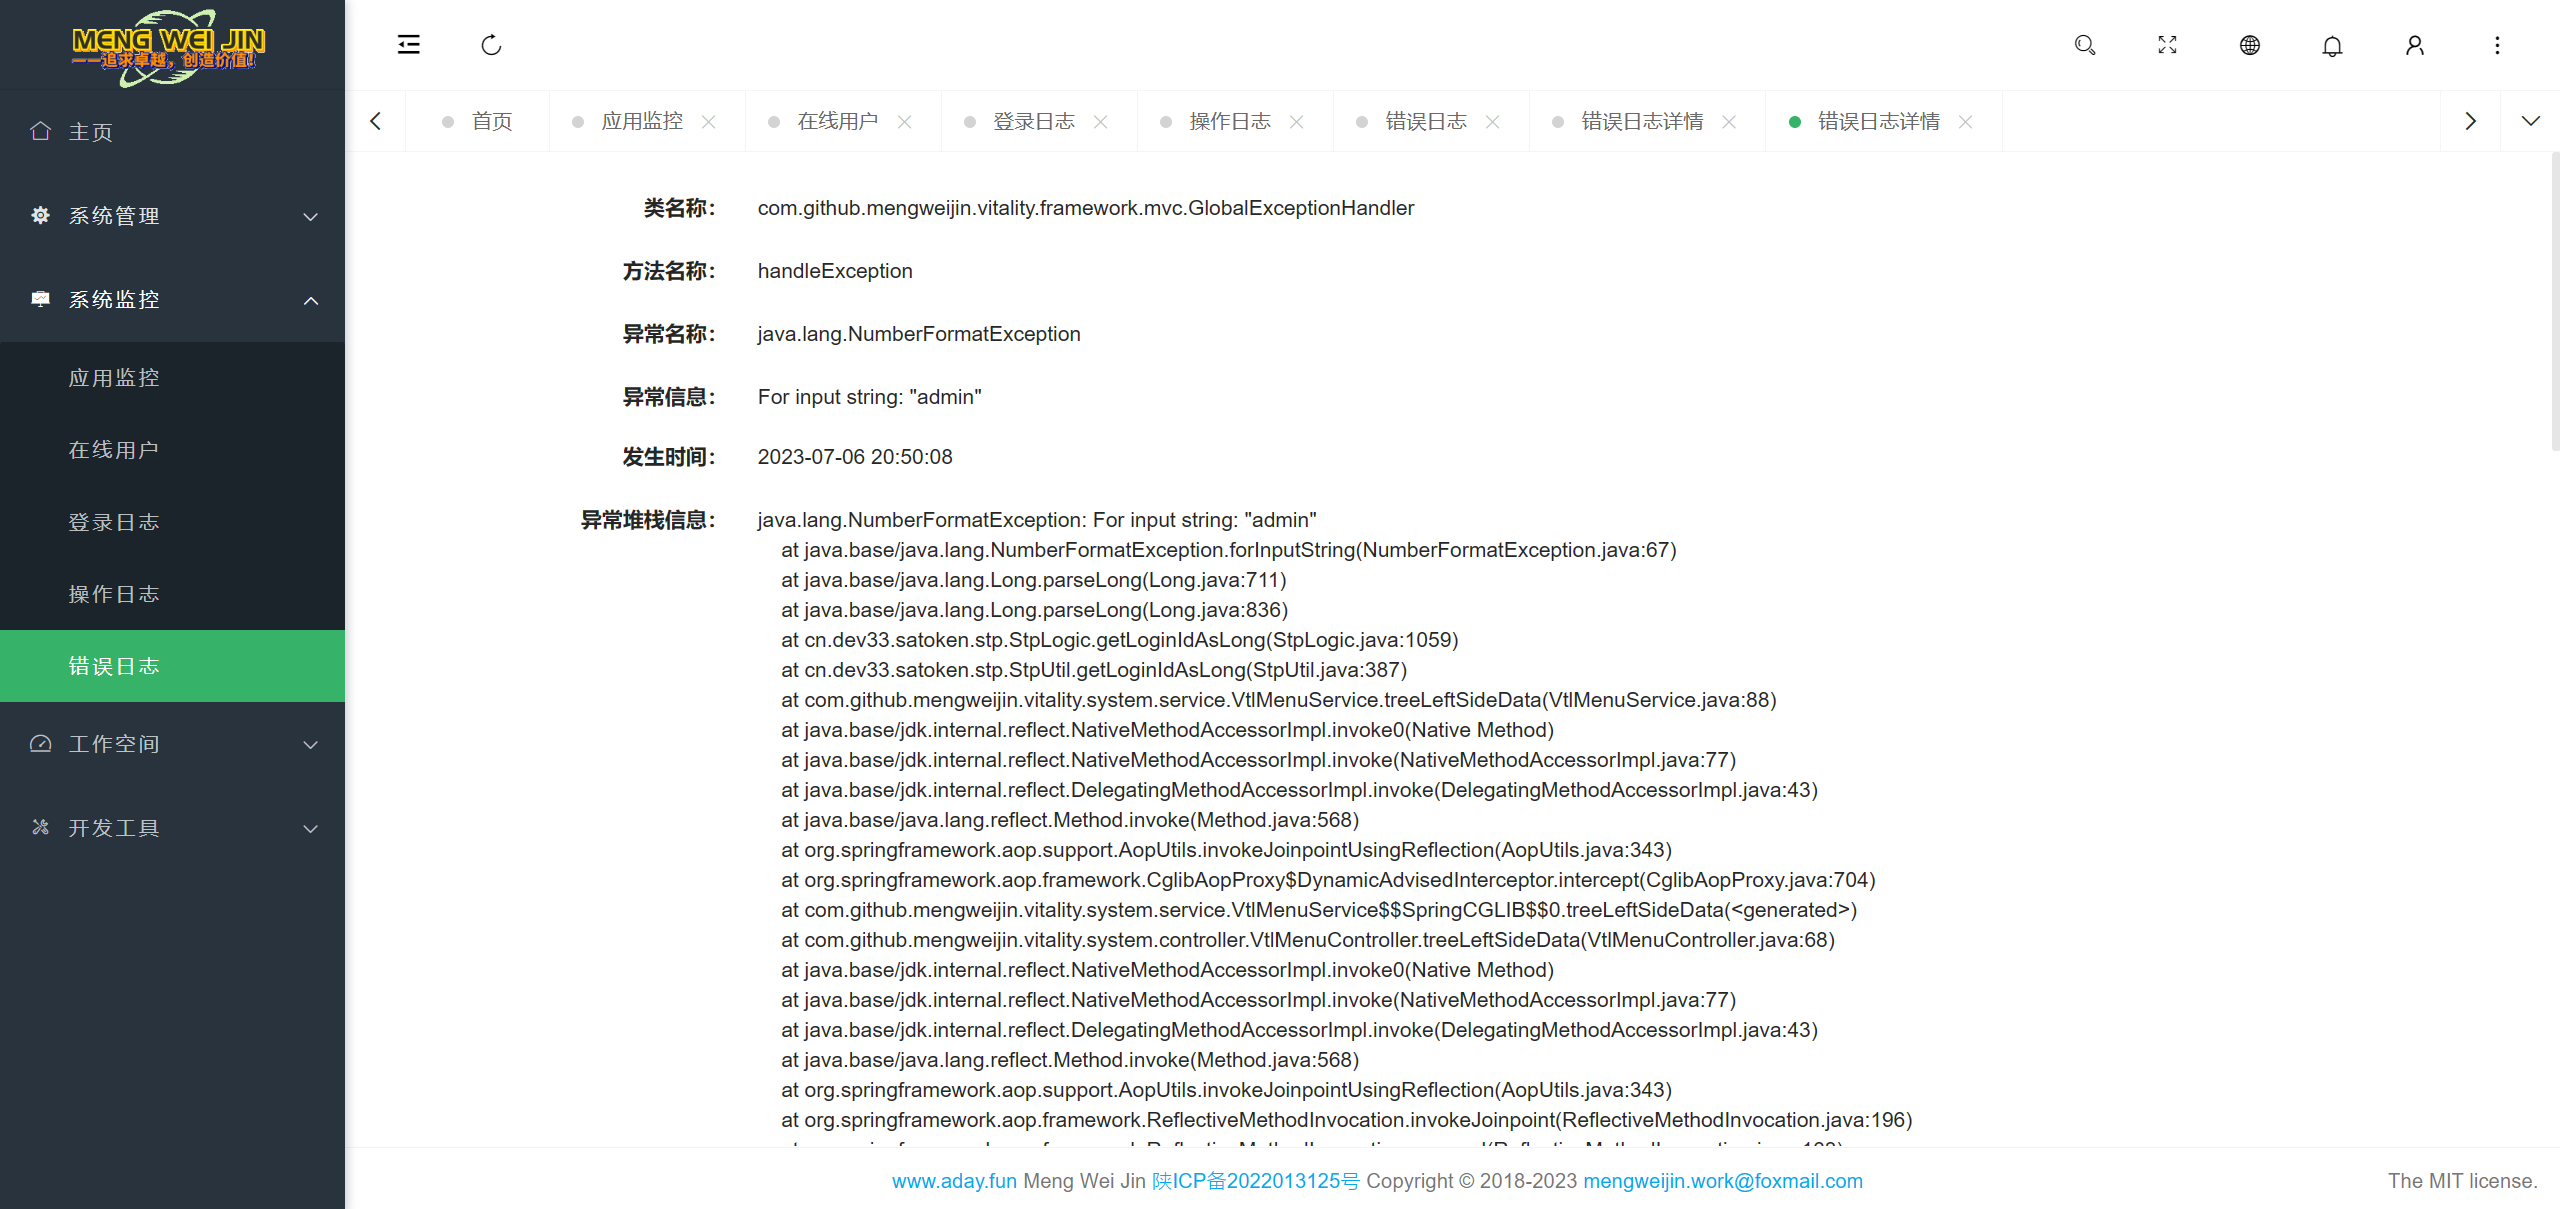 MENG WEI JIN
——追求卓越，创造价值！
主页
系统管理
系统监控
应用监控
在线用户
登录日志
操作日志
错误日志
工作空间
开发工具
首页
应用监控
在线用户
登录日志
操作日志
错误日志
错误日志详情
错误日志详情
类名称： com.github.mengweijin.vitality.framework.mvc.GlobalExceptionHandler
方法名称： handleException
异常名称： java.lang.NumberFormatException
异常信息： For input string: "admin"
发生时间： 2023-07-06 20:50:08
异常堆栈信息： java.lang.NumberFormatException: For input string: "admin"
at java.base/java.lang.NumberFormatException.forInputString(NumberFormatException.java:67)
at java.base/java.lang.Long.parseLong(Long.java:711)
at java.base/java.lang.Long.parseLong(Long.java:836)
at cn.dev33.satoken.stp.StpLogic.getLoginIdAsLong(StpLogic.java:1059)
at cn.dev33.satoken.stp.StpUtil.getLoginIdAsLong(StpUtil.java:387)
at com.github.mengweijin.vitality.system.service.VtlMenuService.treeLeftSideData(VtlMenuService.java:88)
at java.base/jdk.internal.reflect.NativeMethodAccessorImpl.invoke0(Native Method)
at java.base/jdk.internal.reflect.NativeMethodAccessorImpl.invoke(NativeMethodAccessorImpl.java:77)
at java.base/jdk.internal.reflect.DelegatingMethodAccessorImpl.invoke(DelegatingMethodAccessorImpl.java:43)
at java.base/java.lang.reflect.Method.invoke(Method.java:568)
at org.springframework.aop.support.AopUtils.invokeJoinpointUsingReflection(AopUtils.java:343)
at org.springframework.aop.framework.CglibAopProxy$DynamicAdvisedInterceptor.intercept(CglibAopProxy.java:704)
at com.github.mengweijin.vitality.system.service.VtlMenuService$$SpringCGLIB$$0.treeLeftSideData(<generated>)
at com.github.mengweijin.vitality.system.controller.VtlMenuController.treeLeftSideData(VtlMenuController.java:68)
at java.base/jdk.internal.reflect.NativeMethodAccessorImpl.invoke0(Native Method)
at java.base/jdk.internal.reflect.NativeMethodAccessorImpl.invoke(NativeMethodAccessorImpl.java:77)
at java.base/jdk.internal.reflect.DelegatingMethodAccessorImpl.invoke(DelegatingMethodAccessorImpl.java:43)
at java.base/java.lang.reflect.Method.invoke(Method.java:568)
at org.springframework.aop.support.AopUtils.invokeJoinpointUsingReflection(AopUtils.java:343)
at org.springframework.aop.framework.ReflectiveMethodInvocation.invokeJoinpoint(ReflectiveMethodInvocation.java:196)
www.aday.fun Meng Wei Jin 陕ICP备2022013125号 Copyright © 2018-2023 mengweijin.work@foxmail.com
The MIT license.